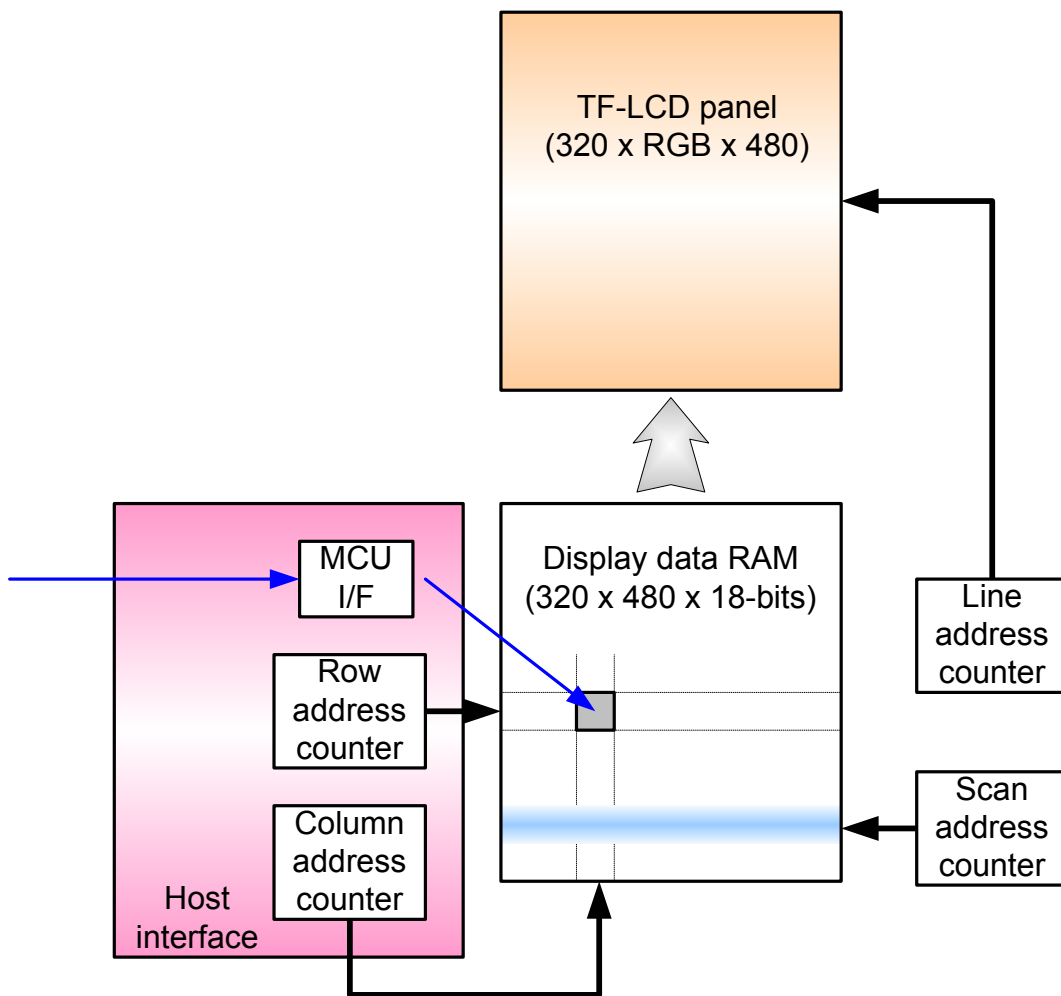 TF-LCD panel
(320 x RGB x 480)
MCU
I/F
Display data RAM
(320 x 480 x 18-bits)
Line
address
counter
Row
address
counter
Column
address
counter
Scan
address
counter
Host
interface